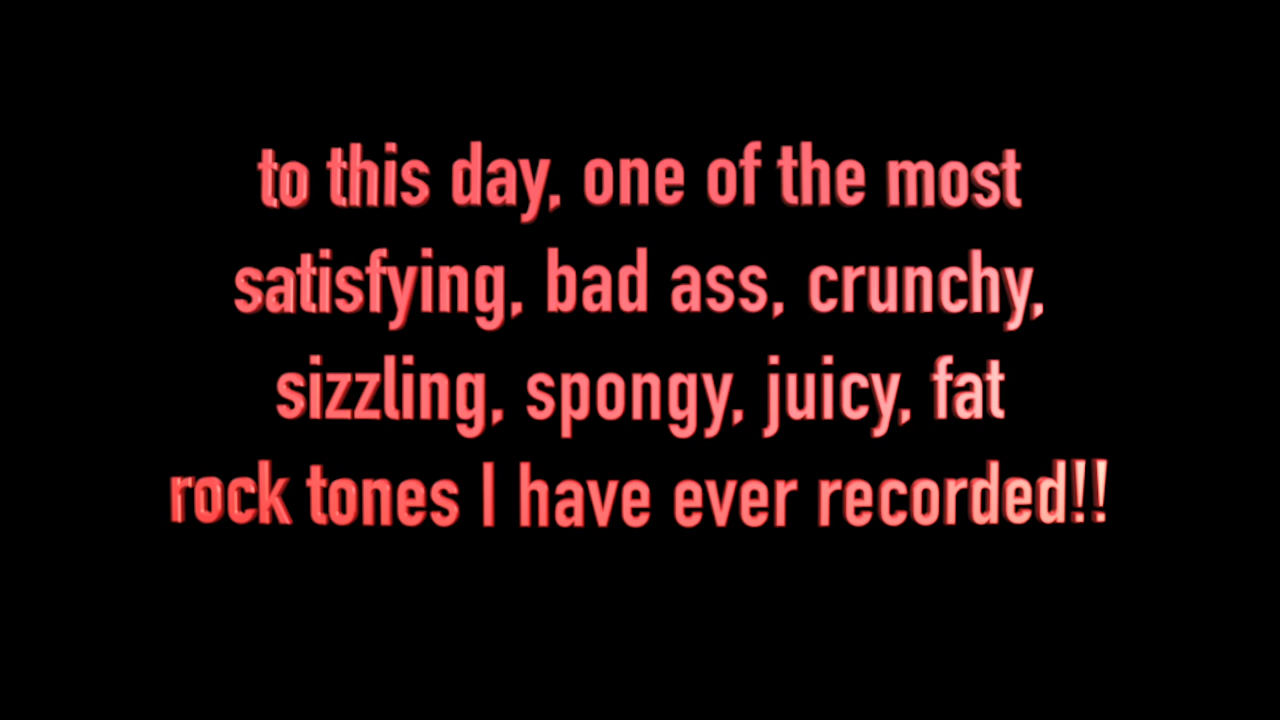 to this day, one of the most
satisfying, bad ass, crunchy,
sizzling, spongy, juicy, fat
rock tones I have ever recorded!!